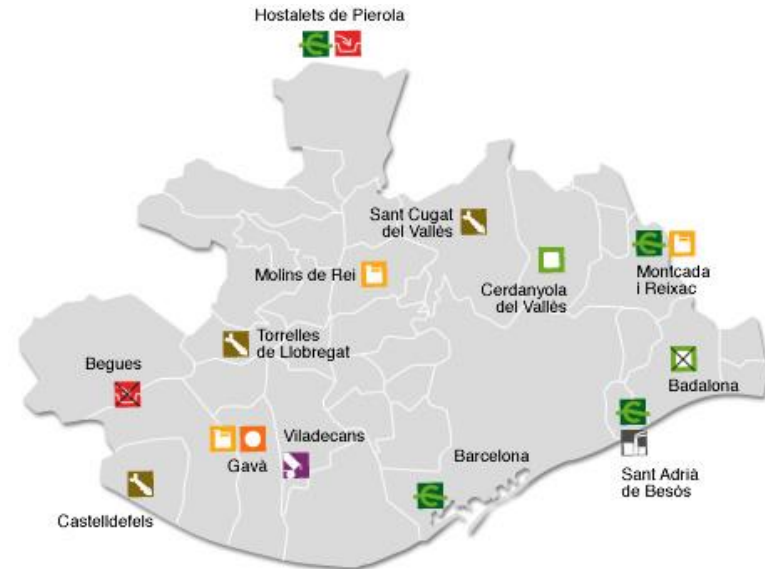 Hostalets de Pierola
Sant Cugat
del Vallès
Molins de Rei
Cerdanyola
del Vallès
Montcada
i Reixac
Torrelles
de Llobregat
Begues
Badalona
Viladecans
Gavà
Barcelona
Sant Adrià
de Besòs
Castelldefels